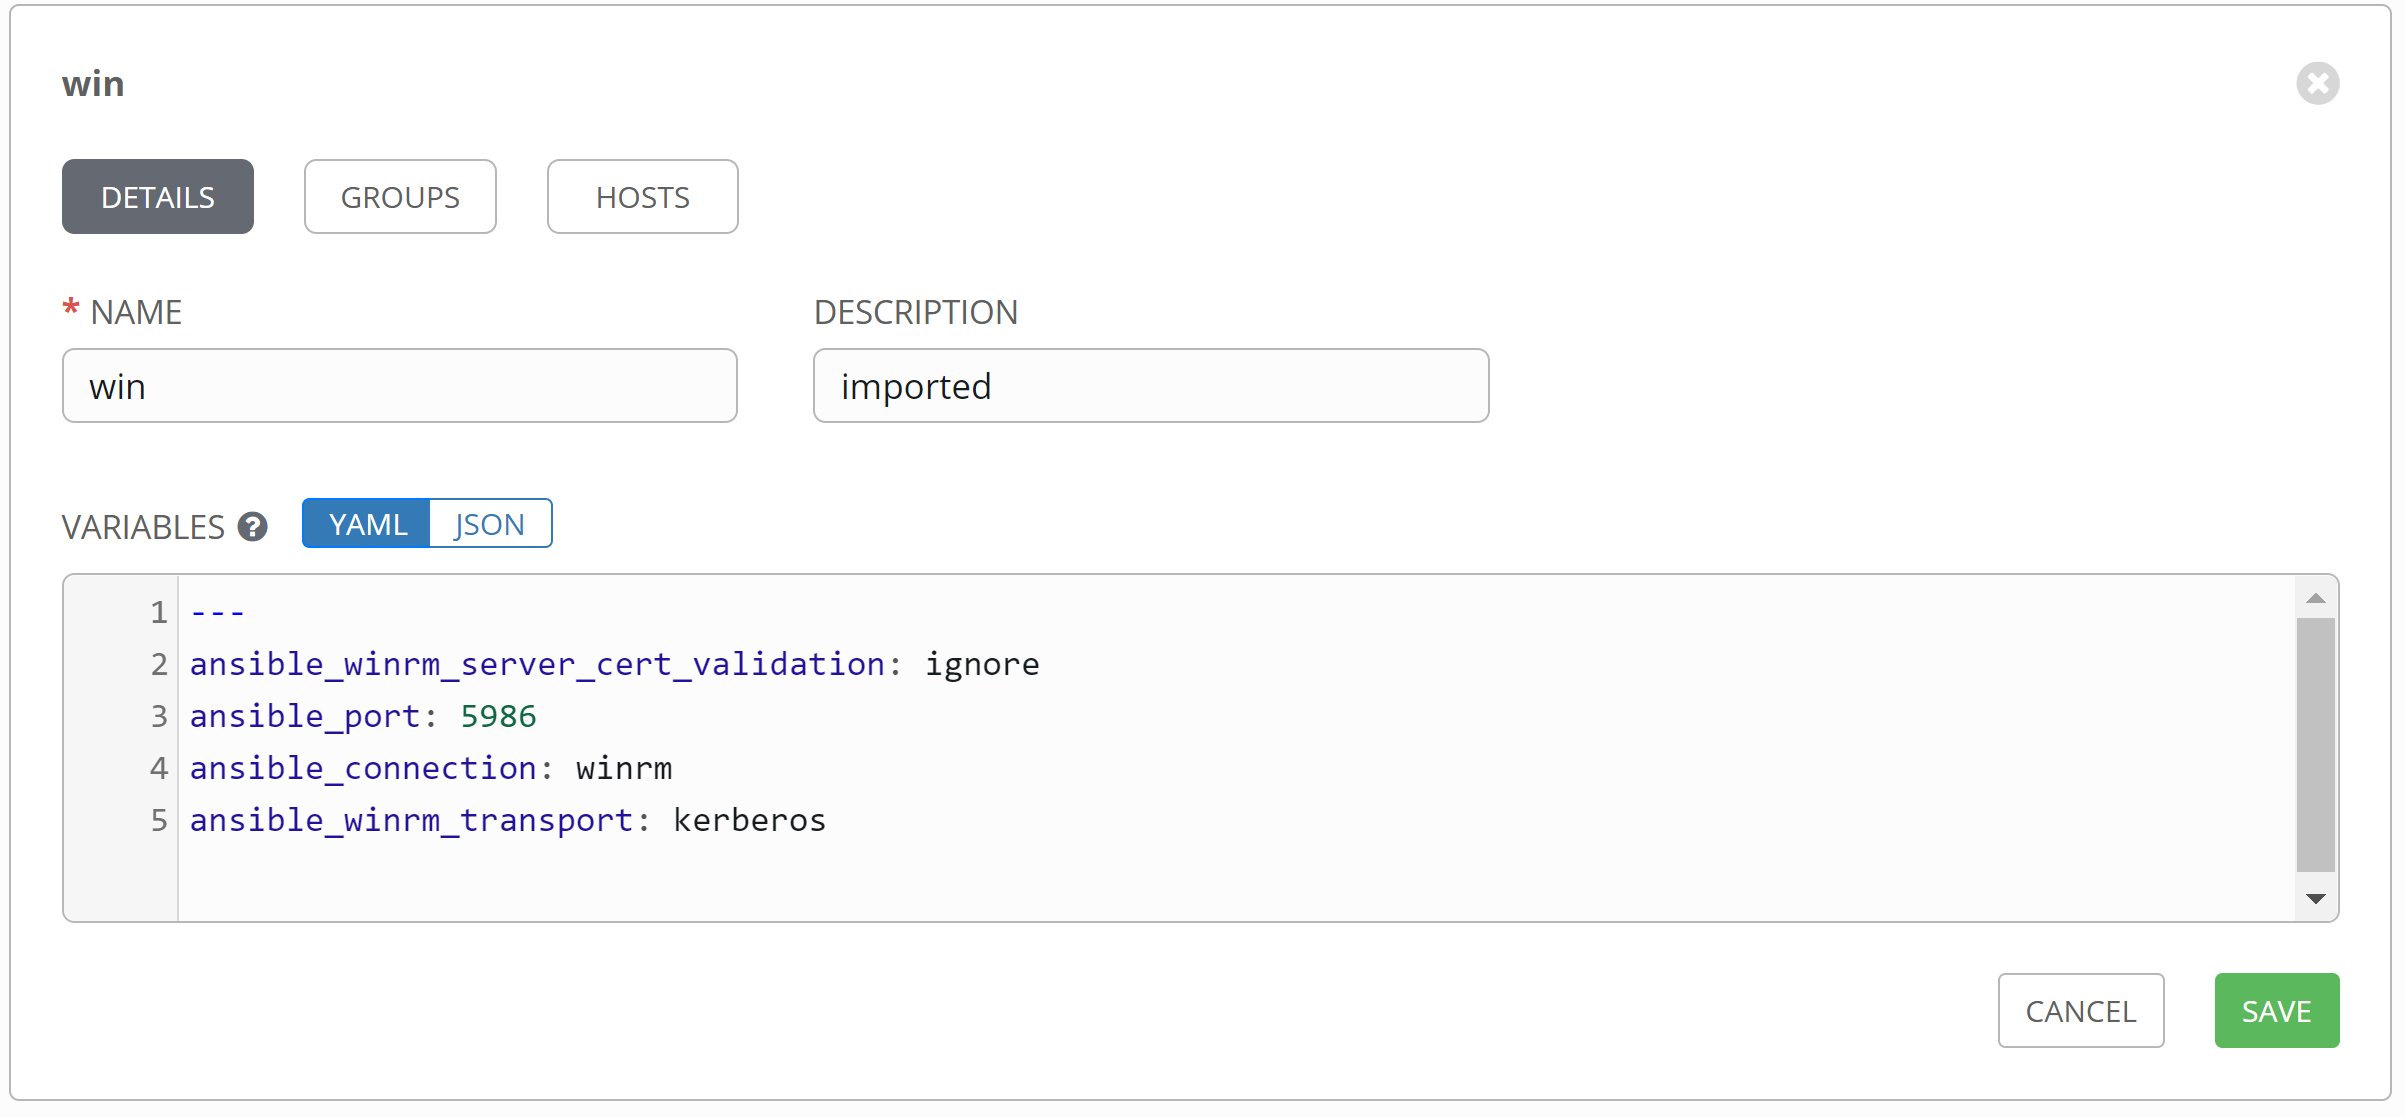 win
DETAILS GROUPS HOSTS
* NAME DESCRIPTION
win imported
VARIABLES ? YAML JSON
1 ---
2 ansible_winrm_server_cert_validation: ignore
3 ansible_port: 5986
4 ansible_connection: winrm
5 ansible_winrm_transport: kerberos
CANCEL SAVE